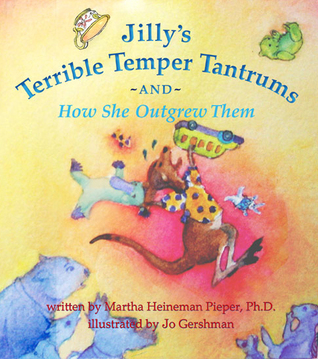 Jilly's
Terrible Temper Tantrums
~AND~
How She Outgrew Them
written by Martha Heineman Pieper, Ph.D.
illustrated by Jo Gershman